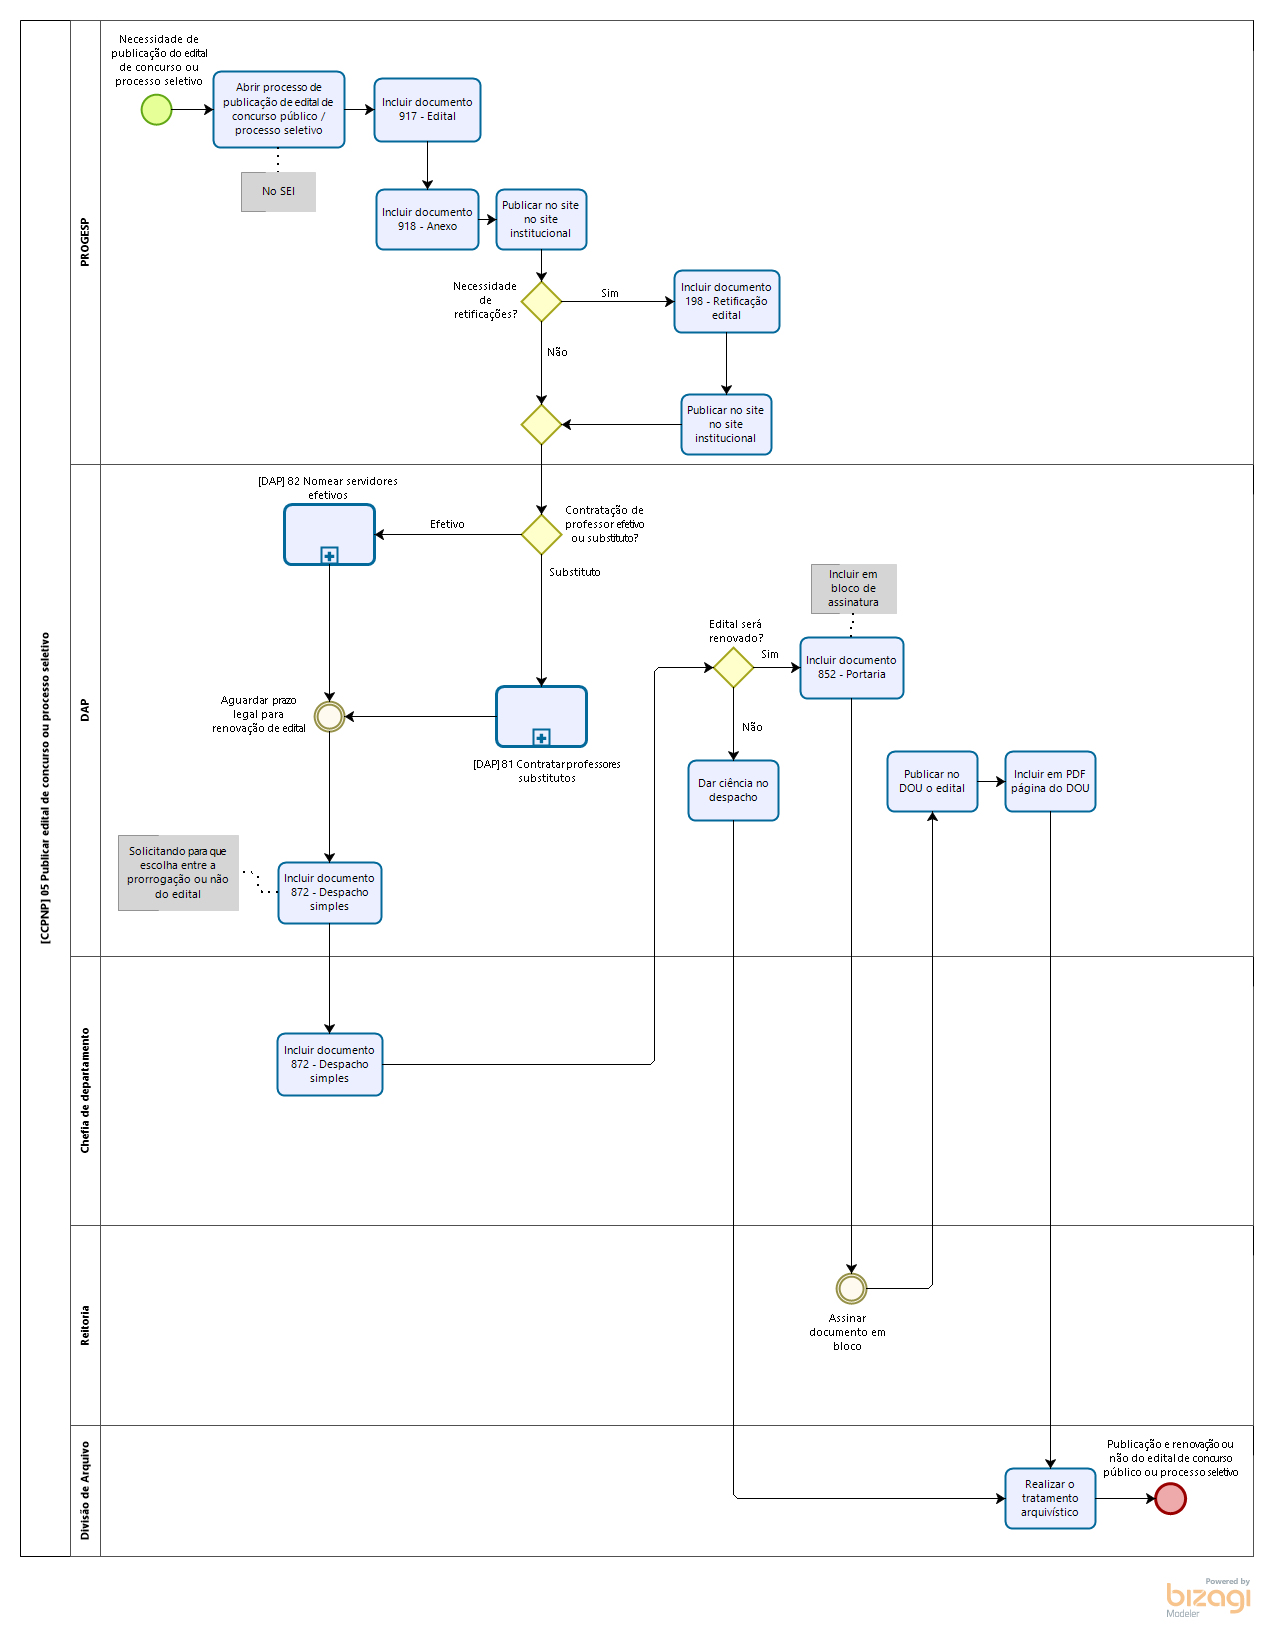 [CCPNP] 05 Publicar edital de concurso ou processo seletivo
PROGESP
Necessidade de
publicação do edital
de concurso ou
processo seletivo
Abrir processo de
publicação de edital de
concurso público /
processo seletivo
No SEI
Incluir documento
917 - Edital
Incluir documento
918 - Anexo
Publicar no site
no site
institucional
Necessidade
de
retificações?
Sim
Não
Incluir documento
198 - Retificação
edital
Publicar no site
no site
institucional
DAP
[DAP] 82 Nomear servidores
efetivos
Efetivo
Contratação de
professor efetivo
ou substituto?
Substituto
[DAP] 81 Contratar professores
substitutos
Aguardar prazo
legal para
renovação de edital
Solicitando para que
escolha entre a
prorrogação ou não
do edital
Incluir documento
872 - Despacho
simples
Edital será
renovado?
Sim
Não
Incluir em
bloco de
assinatura
Incluir documento
852 - Portaria
Dar ciência no
despacho
Publicar no
DOU o edital
Incluir em PDF
página do DOU
Chefia de departamento
Incluir documento
872 - Despacho
simples
Reitoria
Assinar
documento em
bloco
Divisão de Arquivo
Realizar o
tratamento
arquivístico
Publicação e renovação ou
não do edital de concurso
público ou processo seletivo
Powered by
bizagi
Modeler